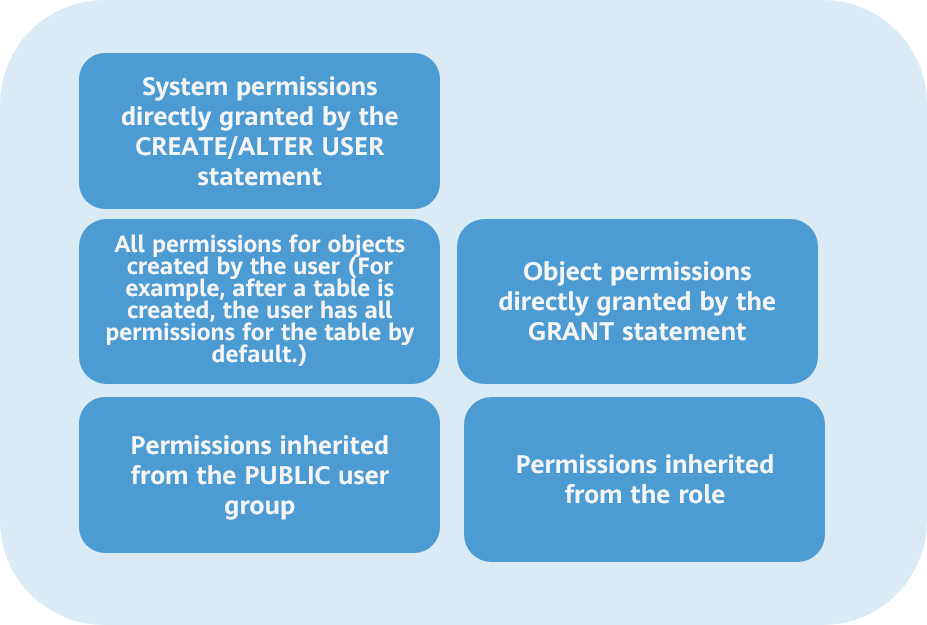 System permissions
directly granted by the
CREATE/ALTER USER
statement
All permissions for objects
created by the user (For
example, after a table is
created, the user has all
permissions for the table by
default.)
Object permissions
directly granted by the
GRANT statement
Permissions inherited
from the PUBLIC user
group
Permissions inherited
from the role